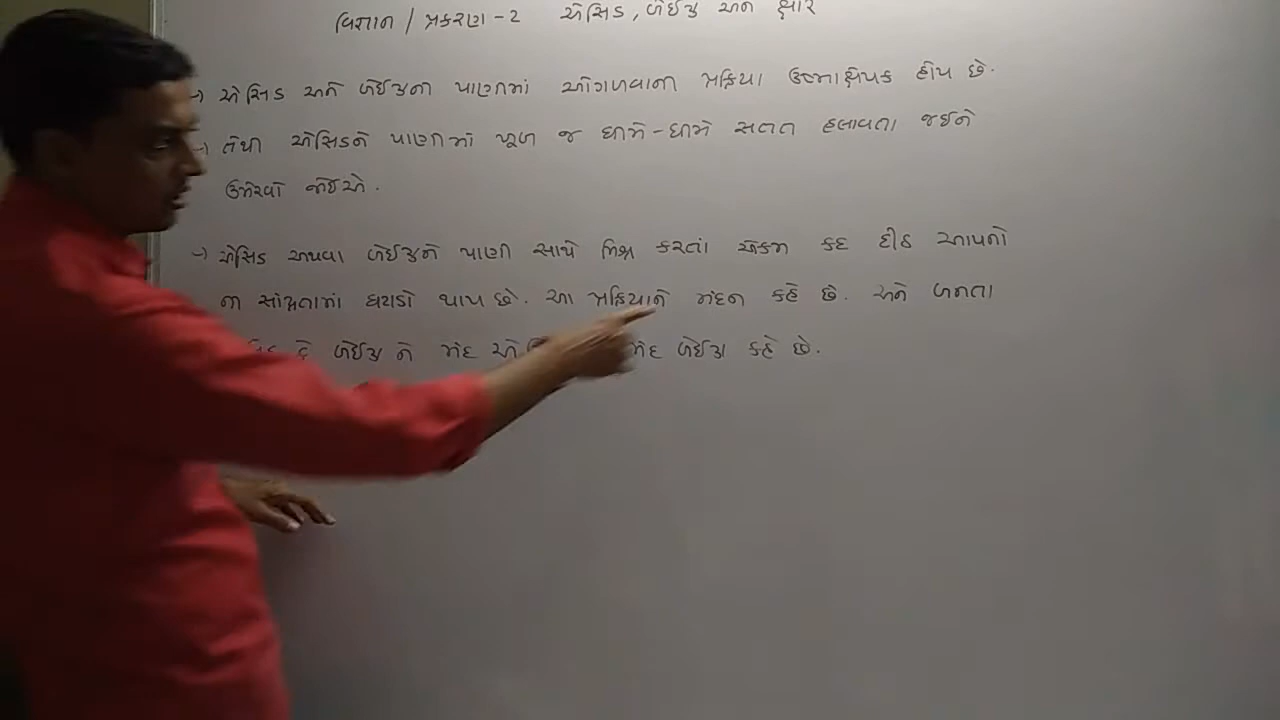 વિજ્ઞાન / પ્રકરણ - 2 એસિડ, બેઈઝ અને ક્ષાર
→ એસિડ અને બેઈઝની પાણીમાં ઓગળવાની પ્રક્રિયા ઉષ્માક્ષેપક હોય છે.
→ તેથી એસિડને પાણીમાં ખૂબ જ ધીમે-ધીમે સતત હલાવતા જઈને
ઉમેરવો જોઈએ.
→ એસિડ અથવા બેઈઝને પાણી સાથે મિશ્ર કરતાં એકમ કદ દીઠ આયનો
ની સાંદ્રતામાં ઘટાડો થાય છે. આ પ્રક્રિયાને મંદન કહે છે. અને બનતા
કે બેઈઝ ને મંદ મંદ બેઈઝ કહે છે.